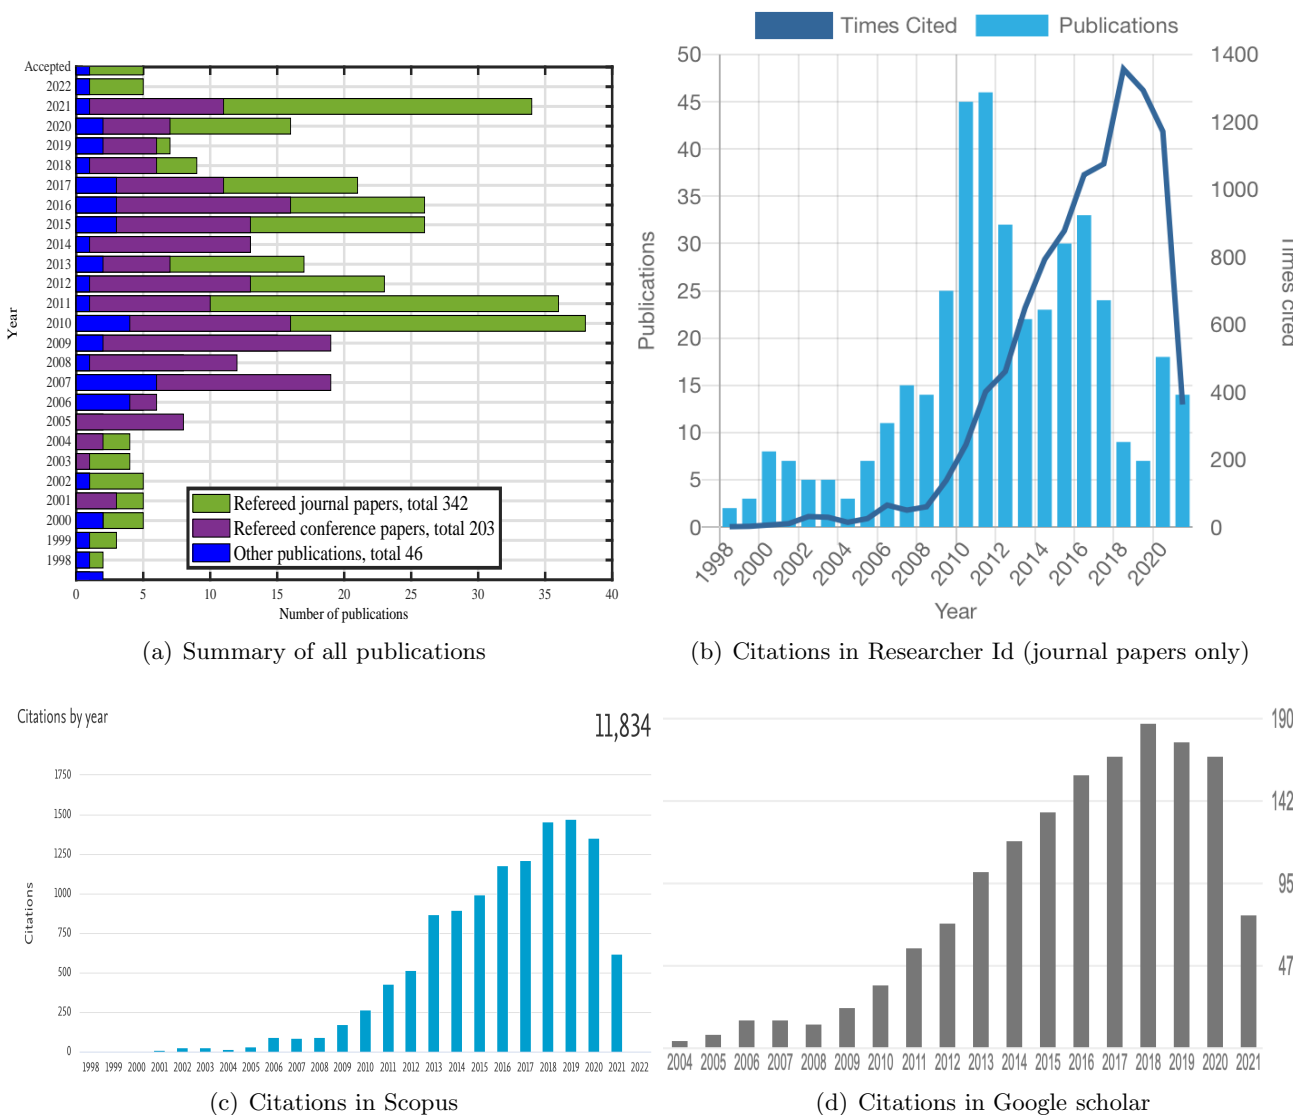 Accepted
2022
2021
2020
2019
2018
2017
2016
2015
2014
2013
2012
2011
2010
2009
2008
2007
2006
2005
2004
2003
2002
2001
2000
1999
1998
Year
Refereed journal papers, total 342
Refereed conference papers, total 203
Other publications, total 46
0 5 10 15 20 25 30 35 40
Number of publications
(a) Summary of all publications
Times Cited Publications
50 1400
45
1200
40
35
1000
30
800
25
600
20
15
400
10
200
5
0 0
Publications
Times cited
1998 2000 2002 2004 2006 2008 2010 2012 2014 2016 2018 2020
Year
(b) Citations in Researcher Id (journal papers only)
Citations by year 11,834
1750
1500
1250
1000
750
500
250
0
Citations
1998 1999 2000 2001 2002 2003 2004 2005 2006 2007 2008 2009 2010 2011 2012 2013 2014 2015 2016 2017 2018 2019 2020 2021 2022
(c) Citations in Scopus
190
142
95
47
2004 2005 2006 2007 2008 2009 2010 2011 2012 2013 2014 2015 2016 2017 2018 2019 2020 2021
(d) Citations in Google scholar